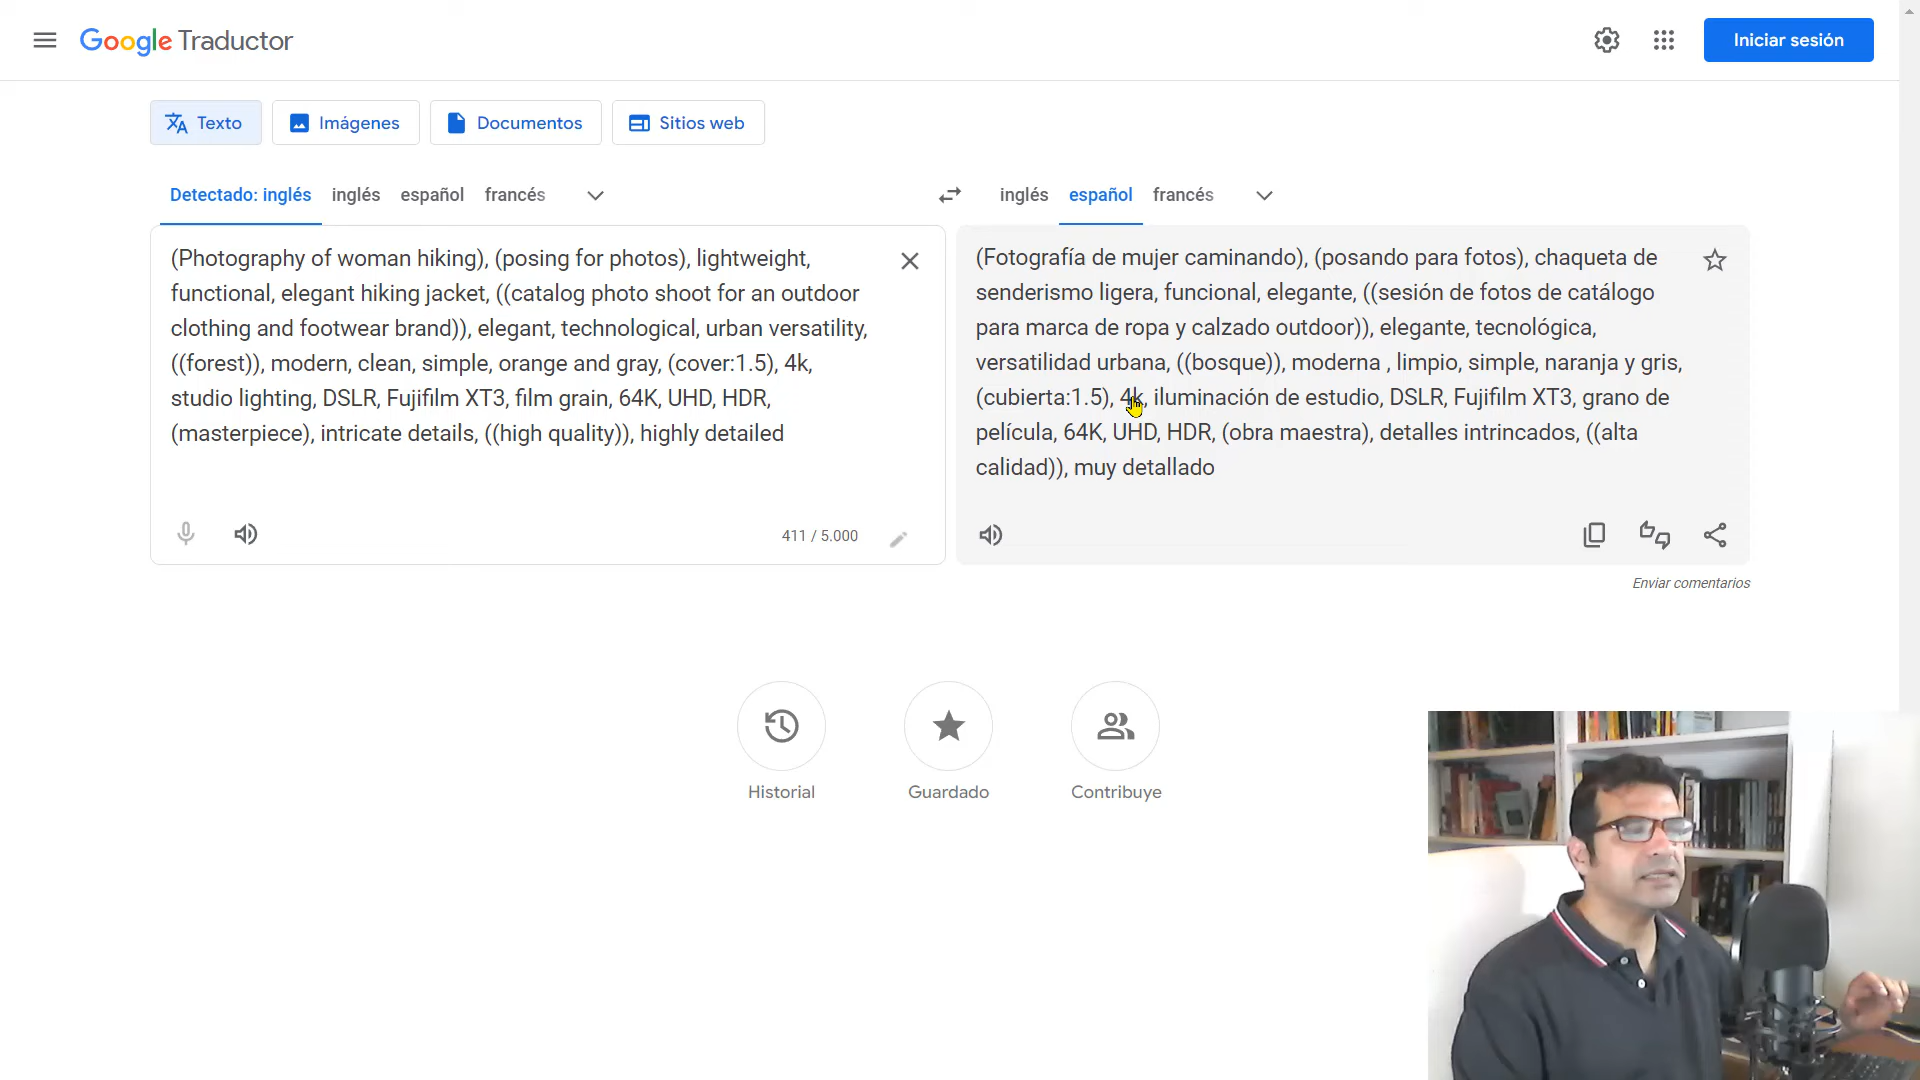 Google Traductor
Iniciar sesión
Texto
Imágenes
Documentos
Sitios web
Detectado: inglés
inglés
español
francés
inglés
español
francés
(Photography of woman hiking), (posing for photos), lightweight,
functional, elegant hiking jacket, ((catalog photo shoot for an outdoor
clothing and footwear brand)), elegant, technological, urban versatility,
((forest)), modern, clean, simple, orange and gray, (cover:1.5), 4k,
studio lighting, DSLR, Fujifilm XT3, film grain, 64K, UHD, HDR,
(masterpiece), intricate details, ((high quality)), highly detailed
411 / 5.000
(Fotografía de mujer caminando), (posando para fotos), chaqueta de
senderismo ligera, funcional, elegante, ((sesión de fotos de catálogo
para marca de ropa y calzado outdoor)), elegante, tecnológica,
versatilidad urbana, ((bosque)), moderna , limpio, simple, naranja y gris,
(cubierta:1.5), 4k, iluminación de estudio, DSLR, Fujifilm XT3, grano de
película, 64K, UHD, HDR, (obra maestra), detalles intrincados, ((alta
calidad)), muy detallado
Enviar comentarios
Historial
Guardado
Contribuye